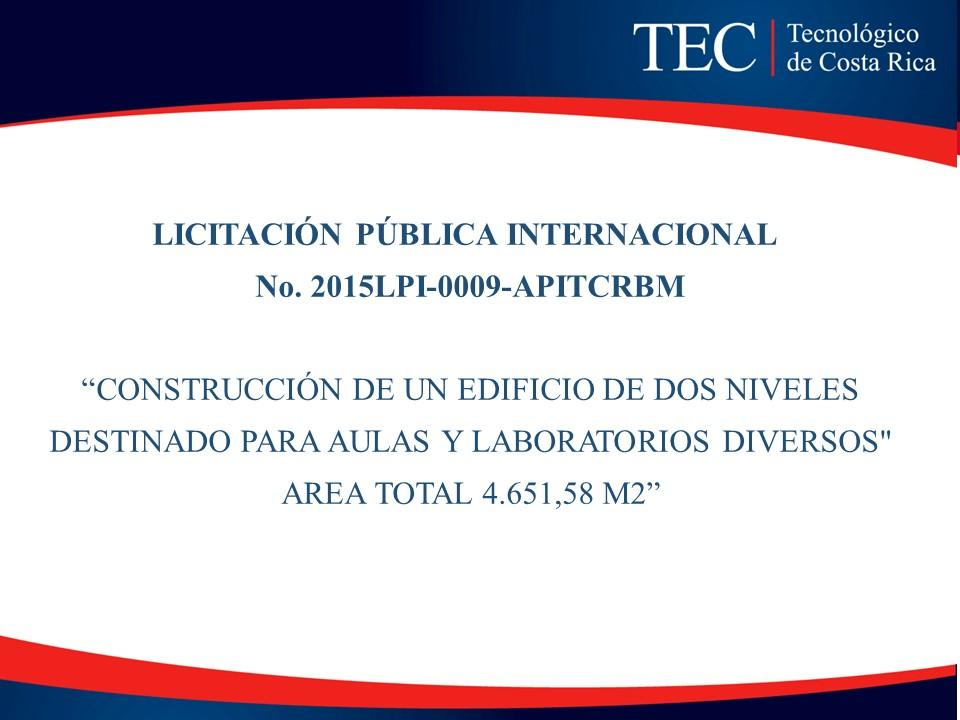 TEC
Tecnológico
de Costa Rica
LICITACIÓN PÚBLICA INTERNACIONAL
No. 2015LPI-0009-APITCRBM
“CONSTRUCCIÓN DE UN EDIFICIO DE DOS NIVELES
DESTINADO PARA AULAS Y LABORATORIOS DIVERSOS"
AREA TOTAL 4.651,58 M2”